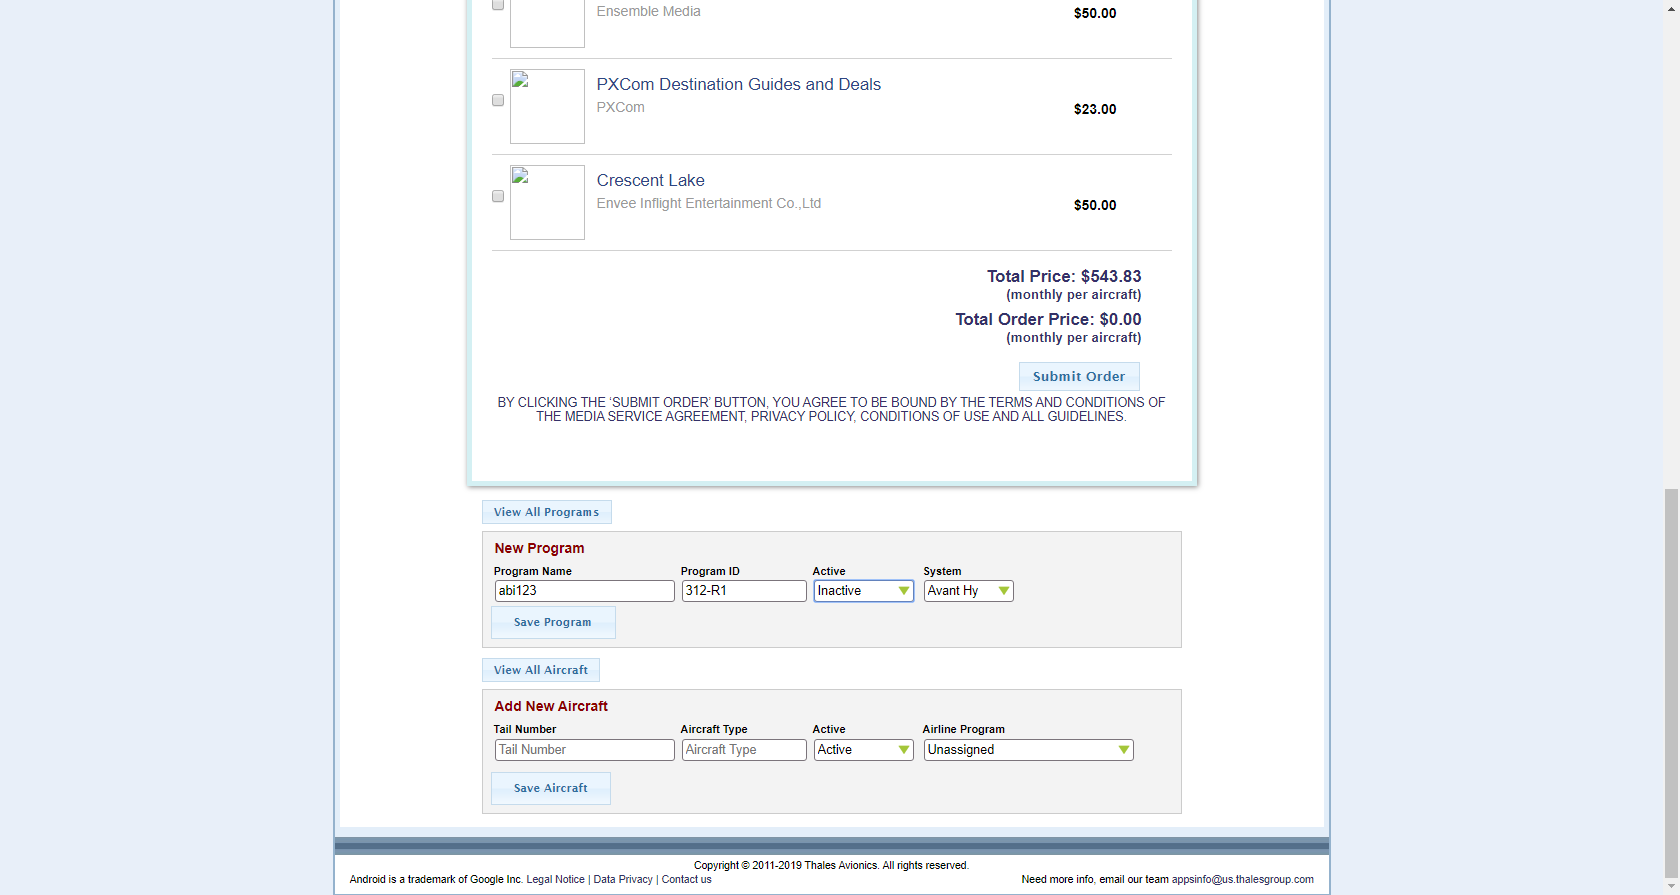 Ensemble Media
$50.00
PXCom Destination Guides and Deals
PXCom
$23.00
Crescent Lake
Envee Inflight Entertainment Co.,Ltd
$50.00
Total Price: $543.83
(monthly per aircraft)
Total Order Price: $0.00
(monthly per aircraft)
Submit Order
BY CLICKING THE ‘SUBMIT ORDER’ BUTTON, YOU AGREE TO BE BOUND BY THE TERMS AND CONDITIONS OF
THE MEDIA SERVICE AGREEMENT, PRIVACY POLICY, CONDITIONS OF USE AND ALL GUIDELINES.
View All Programs
New Program
Program Name Program ID Active System
abi123 312-R1 Inactive Avant Hy
Save Program
View All Aircraft
Add New Aircraft
Tail Number Aircraft Type Active Airline Program
Tail Number Aircraft Type Active Unassigned
Save Aircraft
Copyright © 2011-2019 Thales Avionics. All rights reserved.
Android is a trademark of Google Inc. Legal Notice | Data Privacy | Contact us
Need more info, email our team appsinfo@us.thalesgroup.com